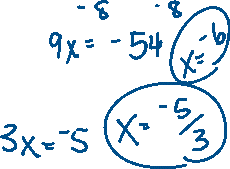 -8 -8
9x = -54 x = -6
3x = -5 x = -5/3